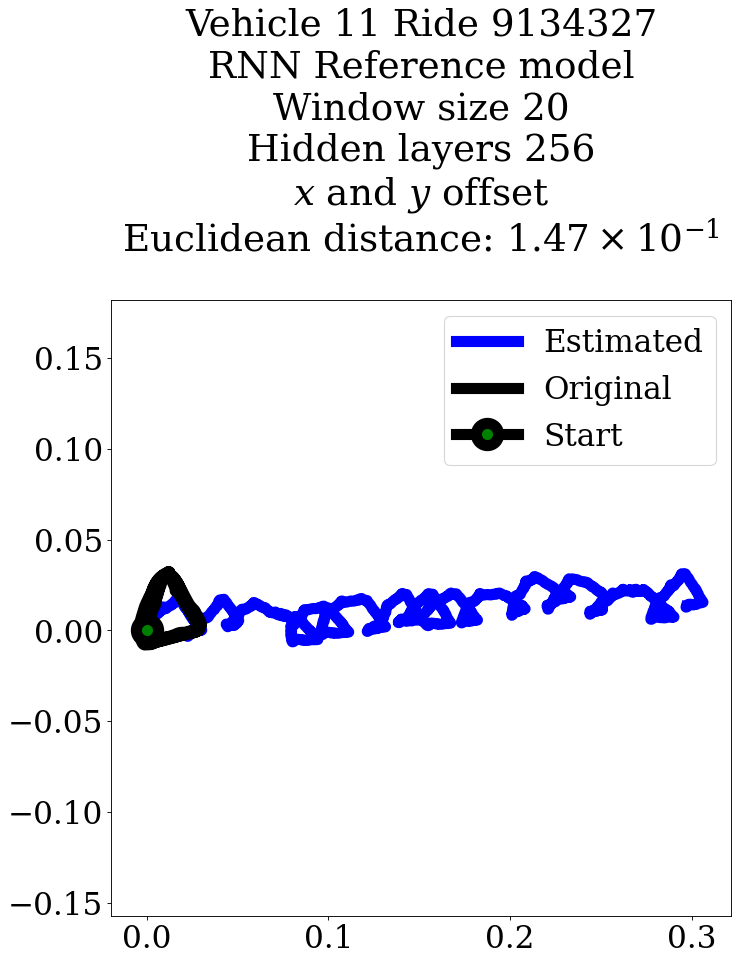 Vehicle 11 Ride 9134327
RNN Reference model
Window size 20
Hidden layers 256
x and y offset
Euclidean distance: 1.47 × 10⁻¹
Estimated
Original
Start
0.15
0.10
0.05
0.00
−0.05
−0.10
−0.15
0.0 0.1 0.2 0.3